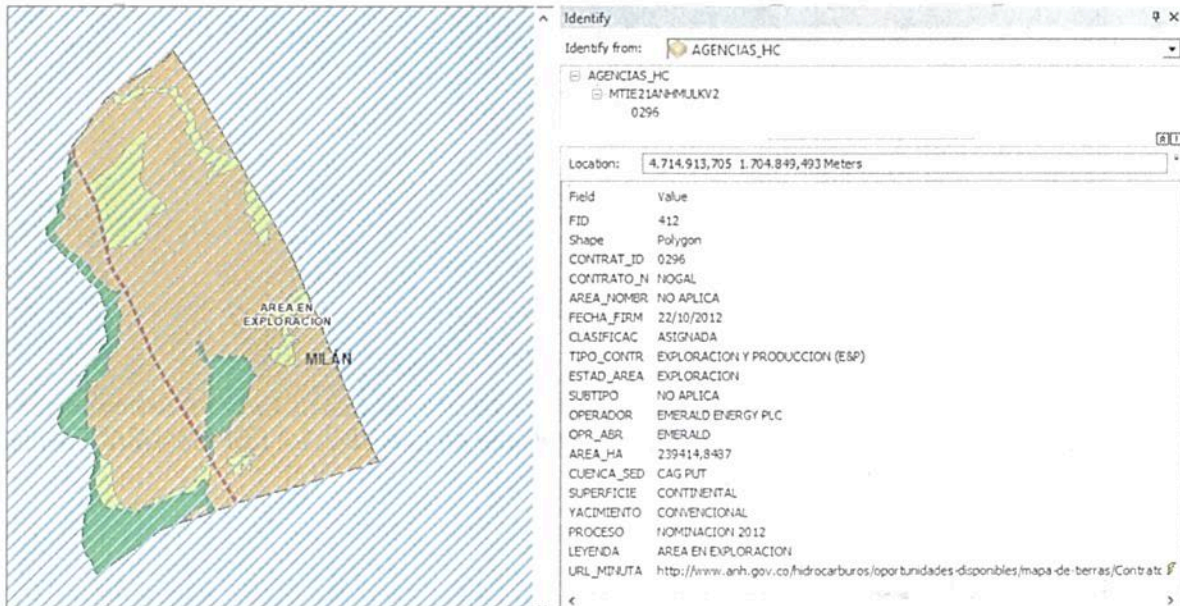 AREA EN
EXPLORACION
MILÁN
Identify
Identify from: AGENCIAS_HC
AGENCIAS_HC
MTIE21ANHMULKV2
0296
Location: 4.714.913,705 1.704.849,493 Meters
Field Value
FID 412
Shape Polygon
CONTRAT_ID 0296
CONTRATO_N NOGAL
AREA_NOMBR NO APLICA
FECHA_FIRM 22/10/2012
CLASIFICAC ASIGNADA
TIPO_CONTR EXPLORACION Y PRODUCCION (E&P)
ESTAD_AREA EXPLORACION
SUBTIPO NO APLICA
OPERADOR EMERALD ENERGY PLC
OPR_ABR EMERALD
AREA_HA 239414,8487
CUENCA_SED CAG PUT
SUPERFICIE CONTINENTAL
YACIMIENTO CONVENCIONAL
PROCESO NOMINACION 2012
LEYENDA AREA EN EXPLORACION
URL_MINUTA http://www.anh.gov.co/hidrocarburos/oportunidades-disponibles/mapa-de-tierras/Contratc